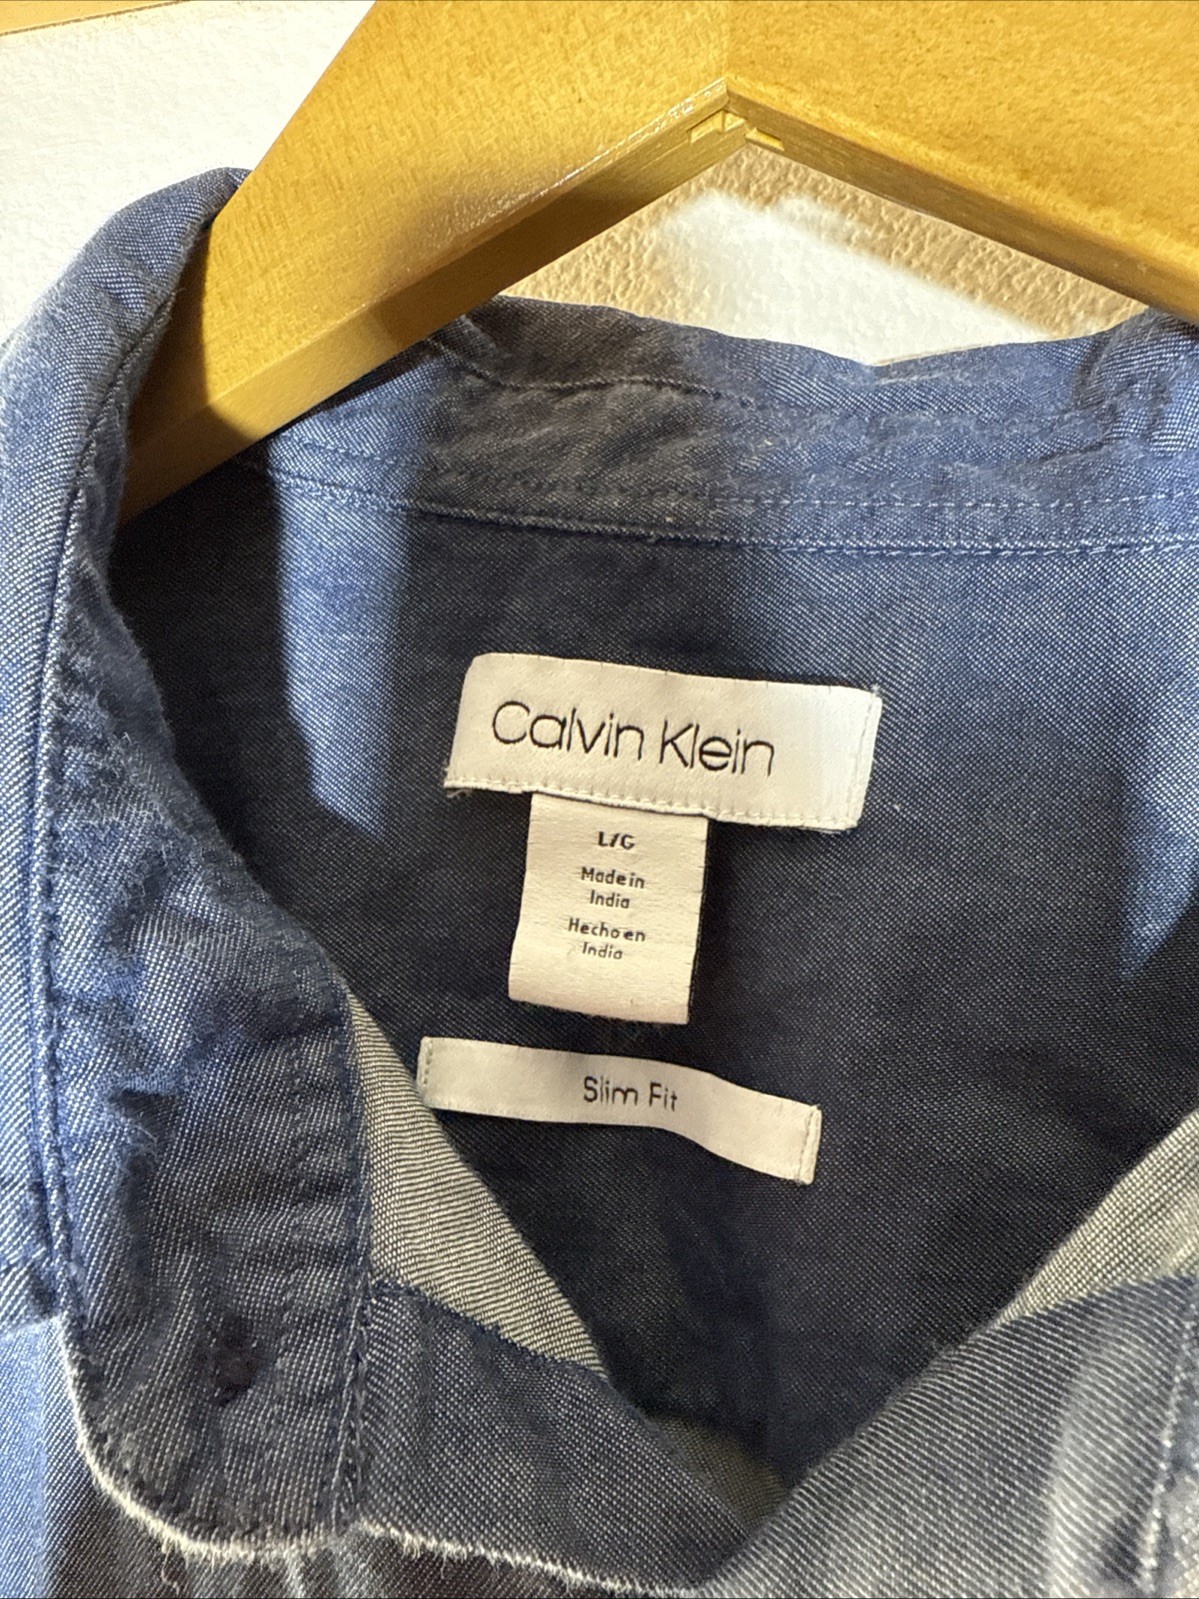 Calvin Klein
L/G
Made in
India
Hecho en
India
Slim Fit